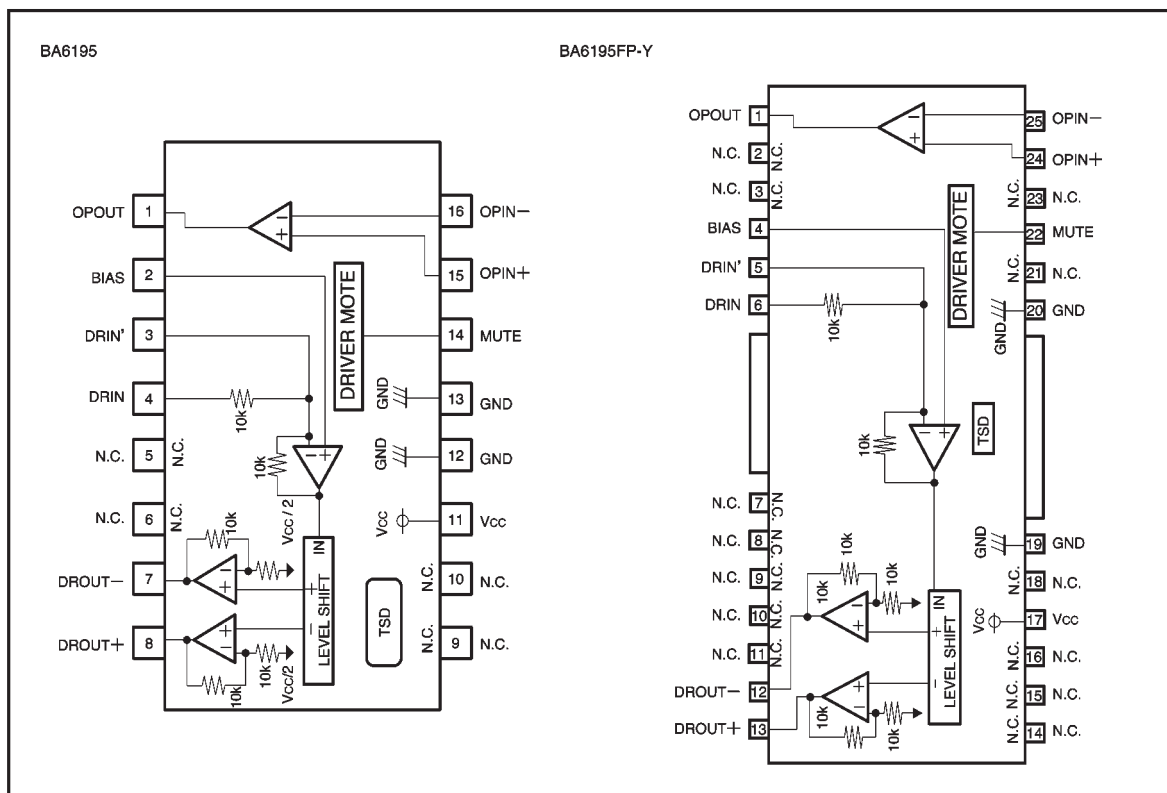 BA6195
BA6195FP-Y
OPOUT 1
BIAS 2
DRIN' 3
DRIN 4
N.C. 5 N.C.
N.C. 6 N.C.
DROUT− 7
DROUT+ 8
− +
16 OPIN−
15 OPIN+
DRIVER MOTE
14 MUTE
GND 13 GND
GND 12 GND
Vcc 11 Vcc
N.C. 10 N.C.
N.C. 9 N.C.
10k
10k
− +
Vcc / 2
10k
− +
10k
+ −
IN
+ −
LEVEL SHIFT
10k
Vcc/2
TSD
OPOUT 1
N.C. 2 N.C.
N.C. 3 N.C.
BIAS 4
DRIN' 5
DRIN 6
N.C. 7 N.C.
N.C. 8 N.C.
N.C. 9 N.C.
N.C. 10 N.C.
N.C. 11 N.C.
DROUT− 12
DROUT+ 13
− +
25 OPIN−
24 OPIN+
N.C. 23 N.C.
DRIVER MOTE
22 MUTE
N.C. 21 N.C.
GND 20 GND
10k
− +
TSD
10k
GND 19 GND
N.C. 18 N.C.
Vcc 17 Vcc
N.C. 16 N.C.
N.C. 15 N.C.
N.C. 14 N.C.
10k
10k
10k
− +
IN
+ −
LEVEL SHIFT
+ −
10k
10k